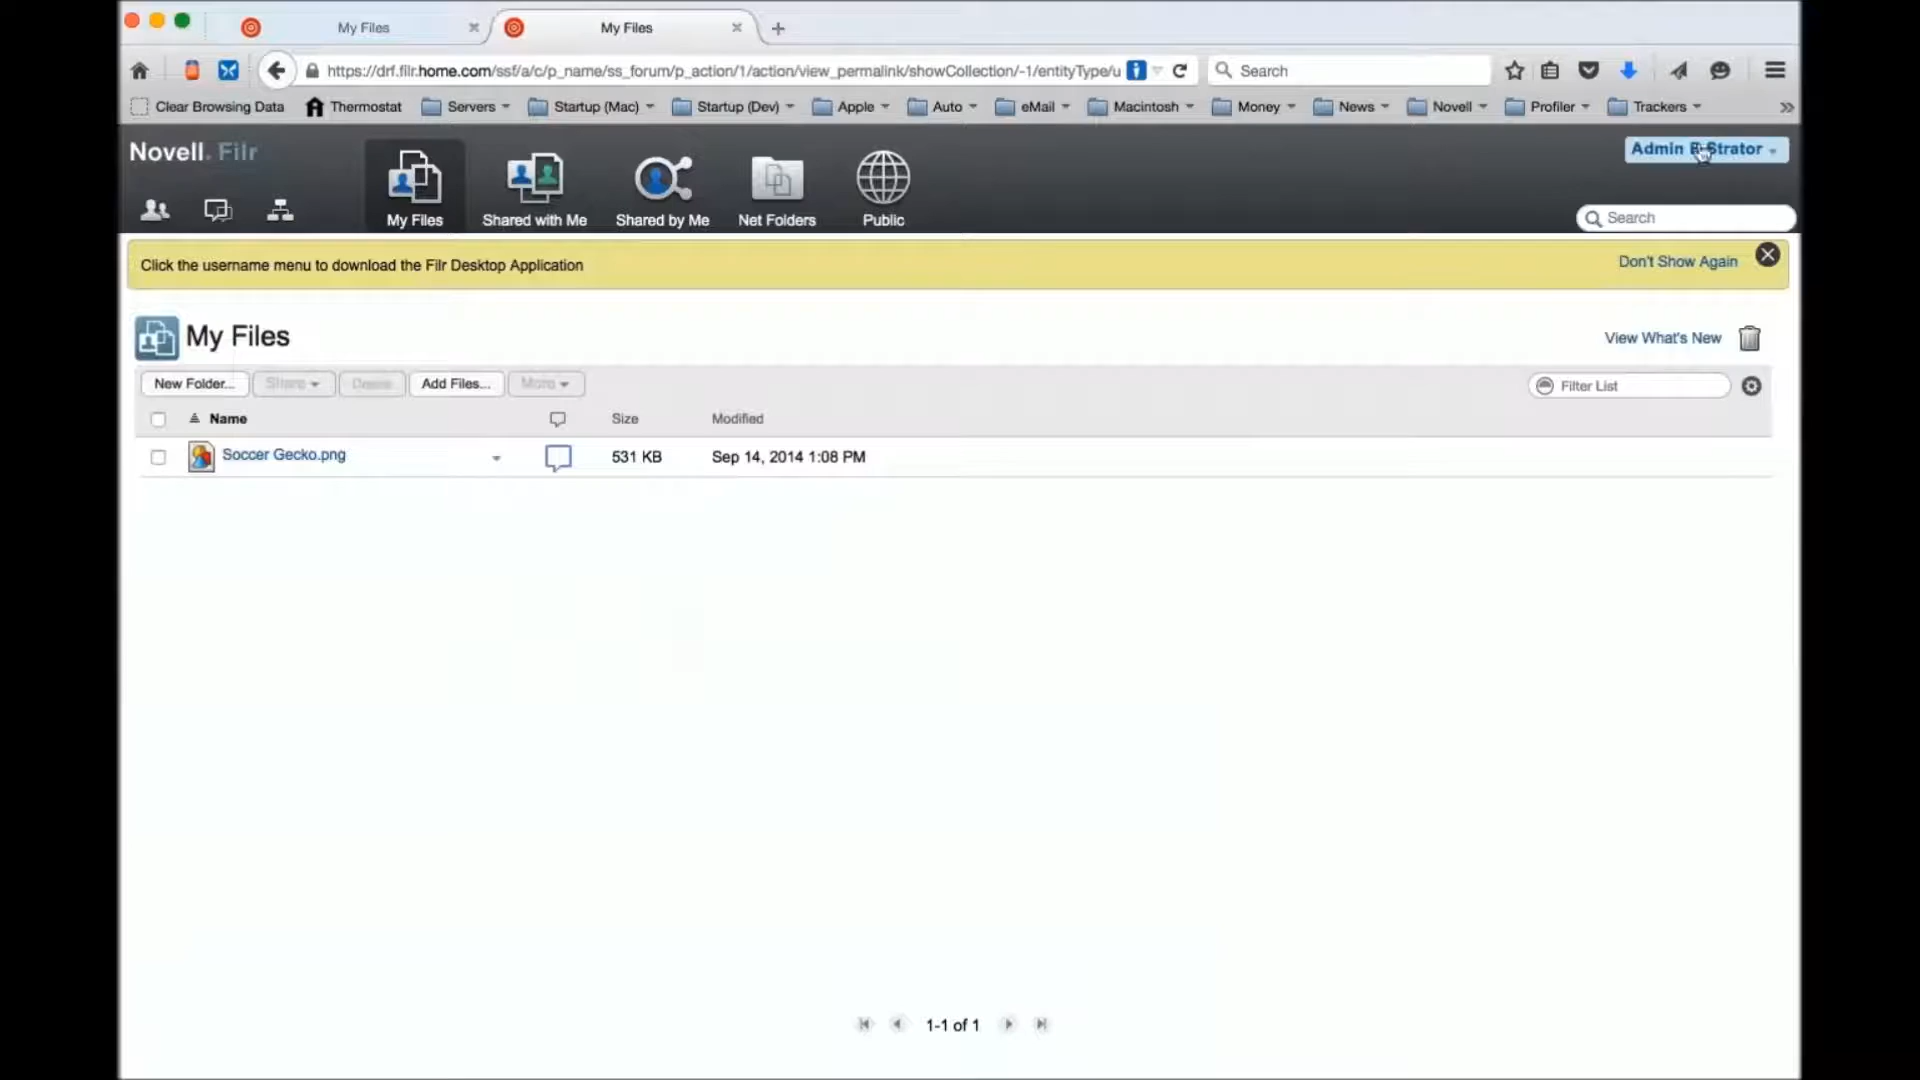 My Files
My Files
https://drf.filr.home.com/ssf/a/c/p_name/ss_forum/p_action/1/action/view_permalink/showCollection/-1/entityType/u
Search
Clear Browsing Data
Thermostat
Servers
Startup (Mac)
Startup (Dev)
Apple
Auto
eMail
Macintosh
Money
News
Novell
Profiler
Trackers
Novell. Filr
My Files
Shared with Me
Shared by Me
Net Folders
Public
Admin Strator
Search
Click the username menu to download the Filr Desktop Application
Don't Show Again
My Files
View What's New
New Folder...
Share
Delete
Add Files...
More
Filter List
Name
Size
Modified
Soccer Gecko.png
531 KB
Sep 14, 2014 1:08 PM
1-1 of 1